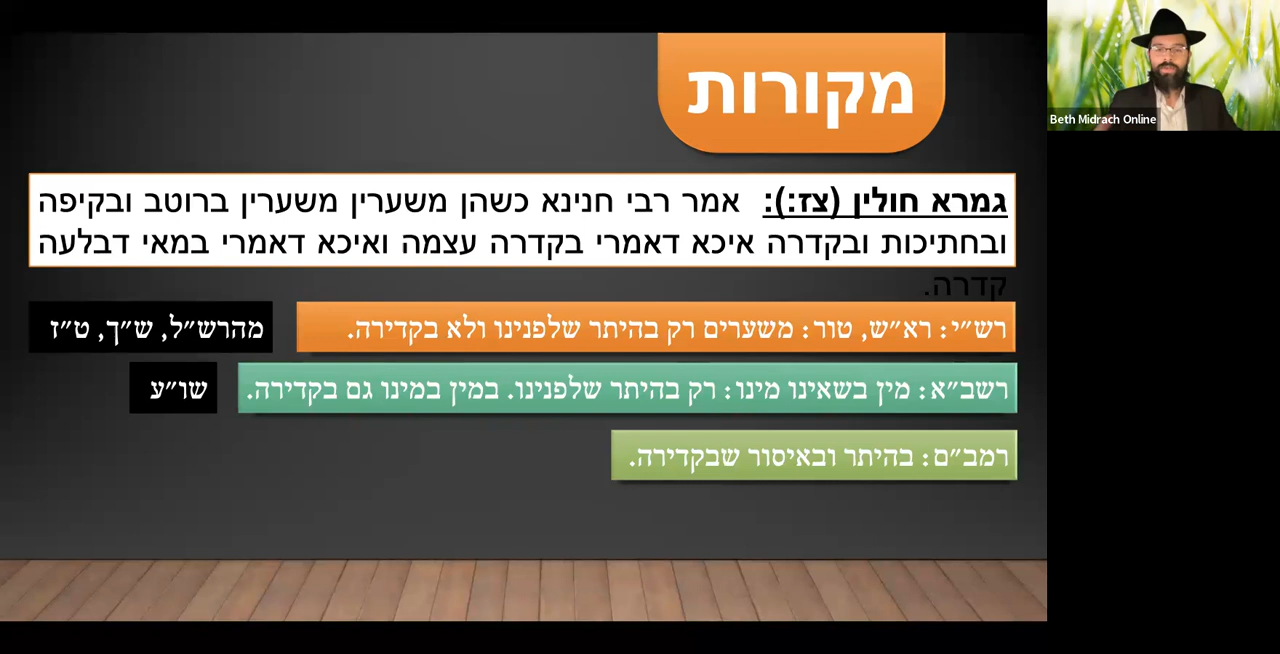 מקורות
גמרא חולין (צז:): אמר רבי חנינא כשהן משערין משערין ברוטב ובקיפה
ובחתיכות ובקדרה איכא דאמרי בקדרה עצמה ואיכא דאמרי במאי דבלעה
קדרה.
רש״י: רא״ש, טור: משערים רק בהיתר שלפנינו ולא בקדירה.
מהרש״ל, ש״ך, ט״ז
רשב״א: מין בשאינו מינו: רק בהיתר שלפנינו. במין במינו גם בקדירה.
שו״ע
רמב״ם: בהיתר ובאיסור שבקדירה.
Beth Midrach Online